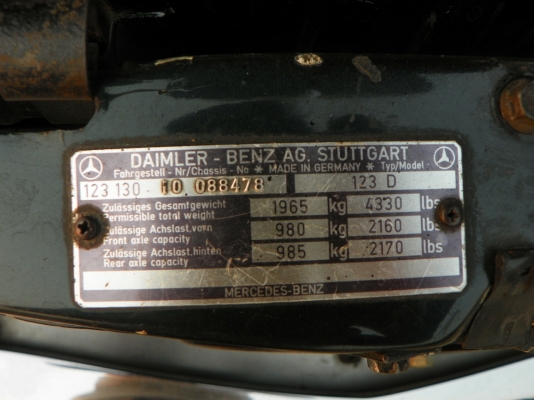 DAIMLER - BENZ AG. STUTTGART
Fahrgestell - Nr/Chassis - No * MADE IN GERMANY * Typ/Model
123 130 - 10.088478 123 D
Zulässiges Gesamtgewicht
Permissible total weight 1965 kg 4330 lbs
Zulässige Achslast.vorn
Front axle capacity 980 kg 2160 lbs
Zulässige Achslast.hinten
Rear axle capacity 985 kg 2170 lbs
MERCEDES-BENZ